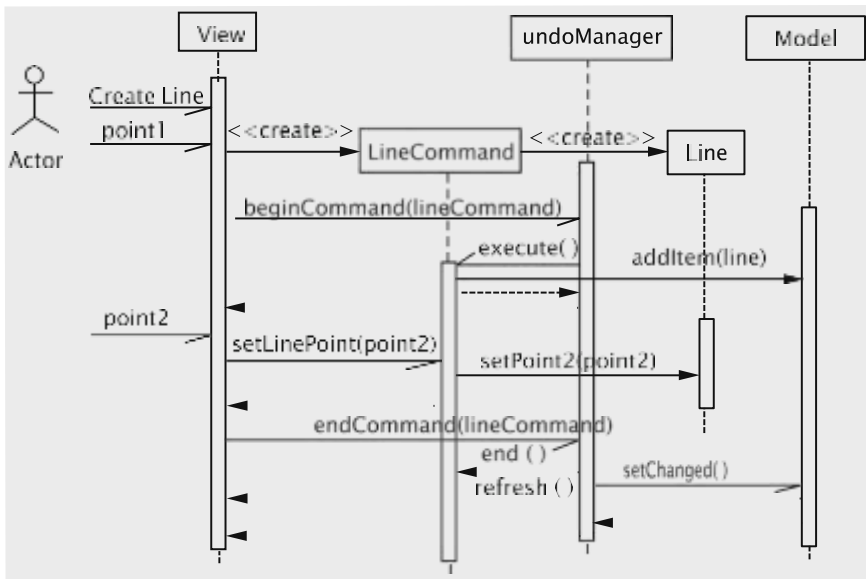 View
undoManager
Model
Create Line
point1
Actor
<<create>>
LineCommand
<<create>>
Line
beginCommand(lineCommand)
execute( )
addItem(line)
point2
setLinePoint(point2)
setPoint2(point2)
endCommand(lineCommand)
end ( )
setChanged( )
refresh ( )